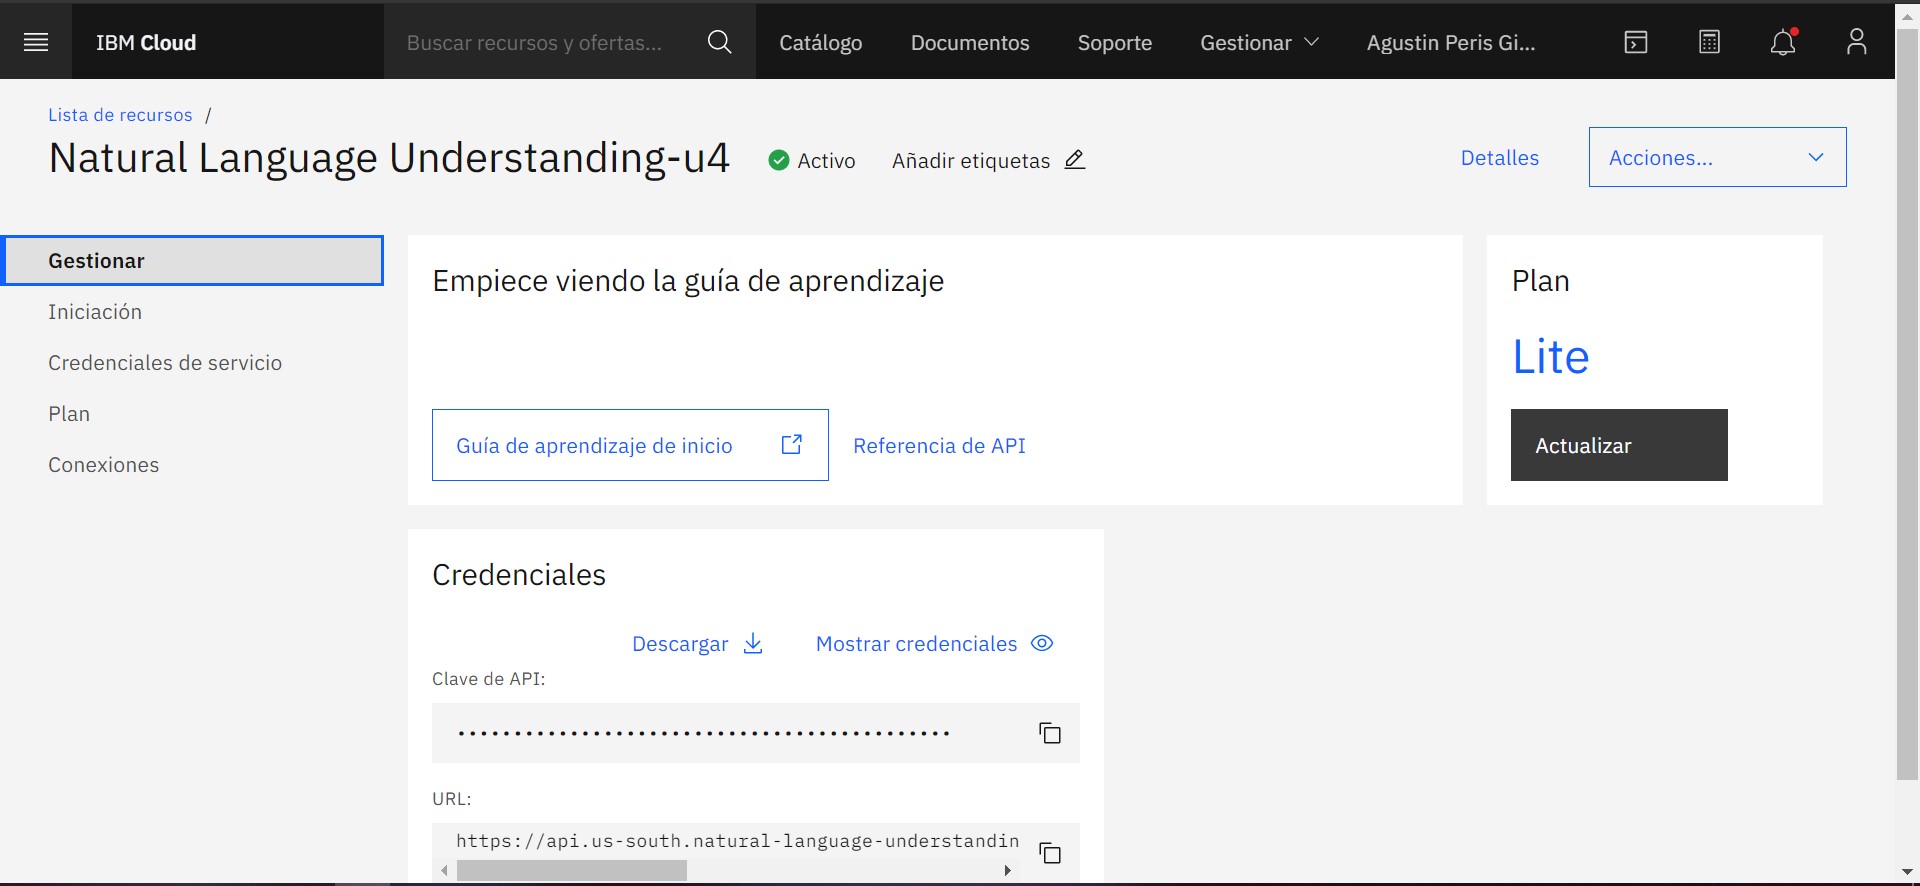 IBM Cloud
Buscar recursos y ofertas...
Catálogo
Documentos
Soporte
Gestionar
Agustin Peris Gi...
Lista de recursos /
Natural Language Understanding-u4
Activo
Añadir etiquetas
Detalles
Acciones...
Gestionar
Iniciación
Credenciales de servicio
Plan
Conexiones
Empiece viendo la guía de aprendizaje
Guía de aprendizaje de inicio
Referencia de API
Plan
Lite
Actualizar
Credenciales
Descargar
Mostrar credenciales
Clave de API:
••••••••••••••••••••••••••••••••••••••••••••
URL:
https://api.us-south.natural-language-understandin